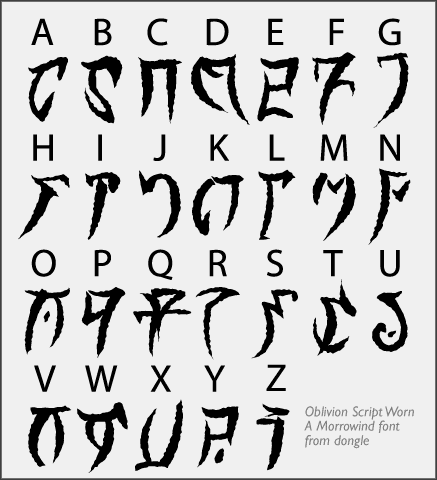 A B C D E F G
H I J K L M N
O P Q R S T U
V W X Y Z
Oblivion Script Worn
A Morrowind font
from dongle